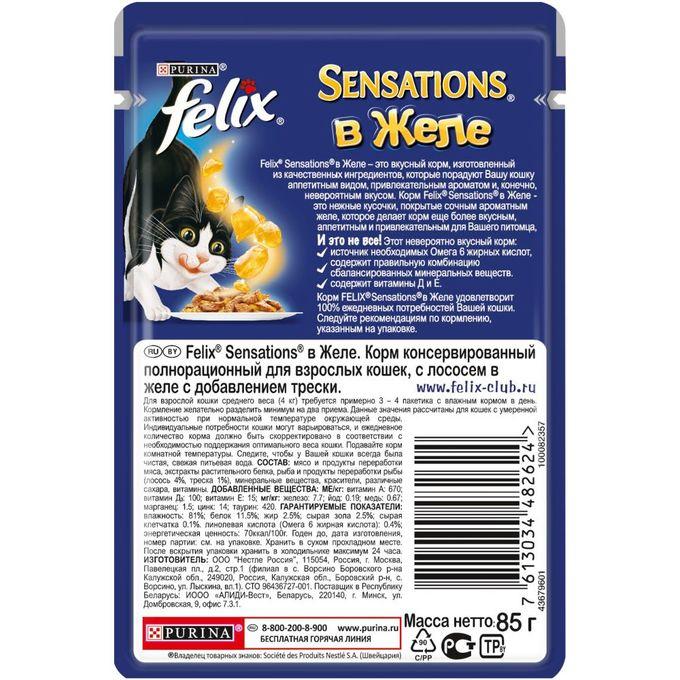 PURINA®
felix®
SENSATIONS®
в Желе
Felix® Sensations® в Желе – это вкусный корм, изготовленный
из качественных ингредиентов, которые порадуют Вашу кошку
аппетитным видом, привлекательным ароматом и, конечно,
невероятным вкусом. Корм Felix® Sensations® в Желе -
это нежные кусочки, покрытые сочным ароматным
желе, которое делает корм еще более вкусным,
аппетитным и привлекательным для Вашего питомца,
И это не все! Этот невероятно вкусный корм:
✓ источник необходимых Омега 6 жирных кислот,
✓ содержит правильную комбинацию
✓ сбалансированных минеральных веществ.
✓ содержит витамины Д и Е.
Корм FELIX® Sensations® в Желе удовлетворит
100% ежедневных потребностей Вашей кошки.
Следуйте рекомендациям по кормлению,
указанным на упаковке.
RU BY Felix® Sensations® в Желе. Корм консервированный
полнорационный для взрослых кошек, с лососем в
желе с добавлением трески.
www.felix-club.ru
Для взрослой кошки среднего веса (4 кг) требуется примерно 3 – 4 пакетика с влажным кормом в день.
Кормление желательно разделить минимум на два приема. Данные значения рассчитаны для кошек с умеренной
активностью при нормальной температуре окружающей среды.
Индивидуальные потребности кошки могут варьироваться, и ежедневное
количество корма должно быть скорректировано в соответствии с
необходимостью поддержания оптимального веса кошки. Подавайте корм
комнатной температуры. Следите, чтобы у Вашей кошки всегда была
чистая, свежая питьевая вода. СОСТАВ: мясо и продукты переработки
мяса, экстракты растительного белка, рыба и продукты переработки рыбы
(лосось 4%, треска 1%), минеральные вещества, красители, различные
сахара, витамины. ДОБАВЛЕННЫЕ ВЕЩЕСТВА: МЕ/кг: витамин А: 670;
витамин Д₃: 100; витамин Е: 15; мг/кг: железо: 7.7; йод: 0.19; медь: 0.67;
марганец: 1.5; цинк: 14; таурин: 420. ГАРАНТИРУЕМЫЕ ПОКАЗАТЕЛИ:
влажность: 81%; белок 11.5%; жир 2.5%; сырая зола 2.5%; сырая
клетчатка 0.1%. линолевая кислота (Омега 6 жирная кислота): 0.4%;
энергетическая ценность: 70ккал/100г. Годен до, дата изготовления,
номер партии: см. на упаковке. Хранить в сухом прохладном месте.
После вскрытия упаковки хранить в холодильнике максимум 24 часа.
ИЗГОТОВИТЕЛЬ: ООО "Нестле Россия", 115054, Россия, г. Москва,
Павелецкая пл., д.2, стр.1 (филиал в с. Ворсино Боровского р-на
Калужской обл., 249020, Россия, Калужская обл., Боровский р-н, с.
Ворсино, ул. Лыскина, вл.1). СТО 96436727-001. Поставщик в Республику
Беларусь: ИООО «АЛИДИ-Вест», Беларусь, 220140, г. Минск, ул.
Домбровская, 9, офис 7.3.1.
100082357
7613034482624>
43679601
PURINA
RU 8-800-200-8-900 www.purina.ru
БЕСПЛАТНАЯ ГОРЯЧАЯ ЛИНИЯ
®Владелец товарных знаков: Société des Produits Nestlé S.A. (Швейцария)
Масса нетто: 85 г
90
C/PP
РСТ
ТР
BY